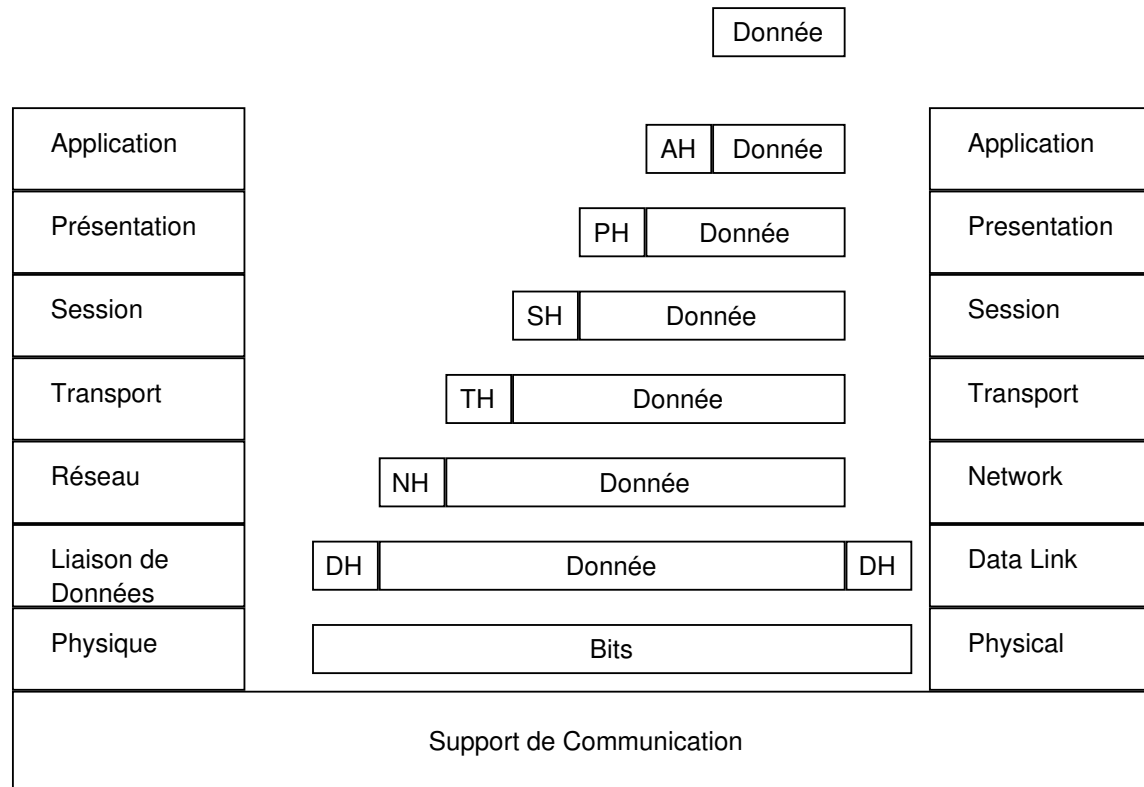 Donnée
Application AH Donnée Application
Présentation PH Donnée Presentation
Session SH Donnée Session
Transport TH Donnée Transport
Réseau NH Donnée Network
Liaison de
Données DH Donnée DH Data Link
Physique Bits Physical
Support de Communication